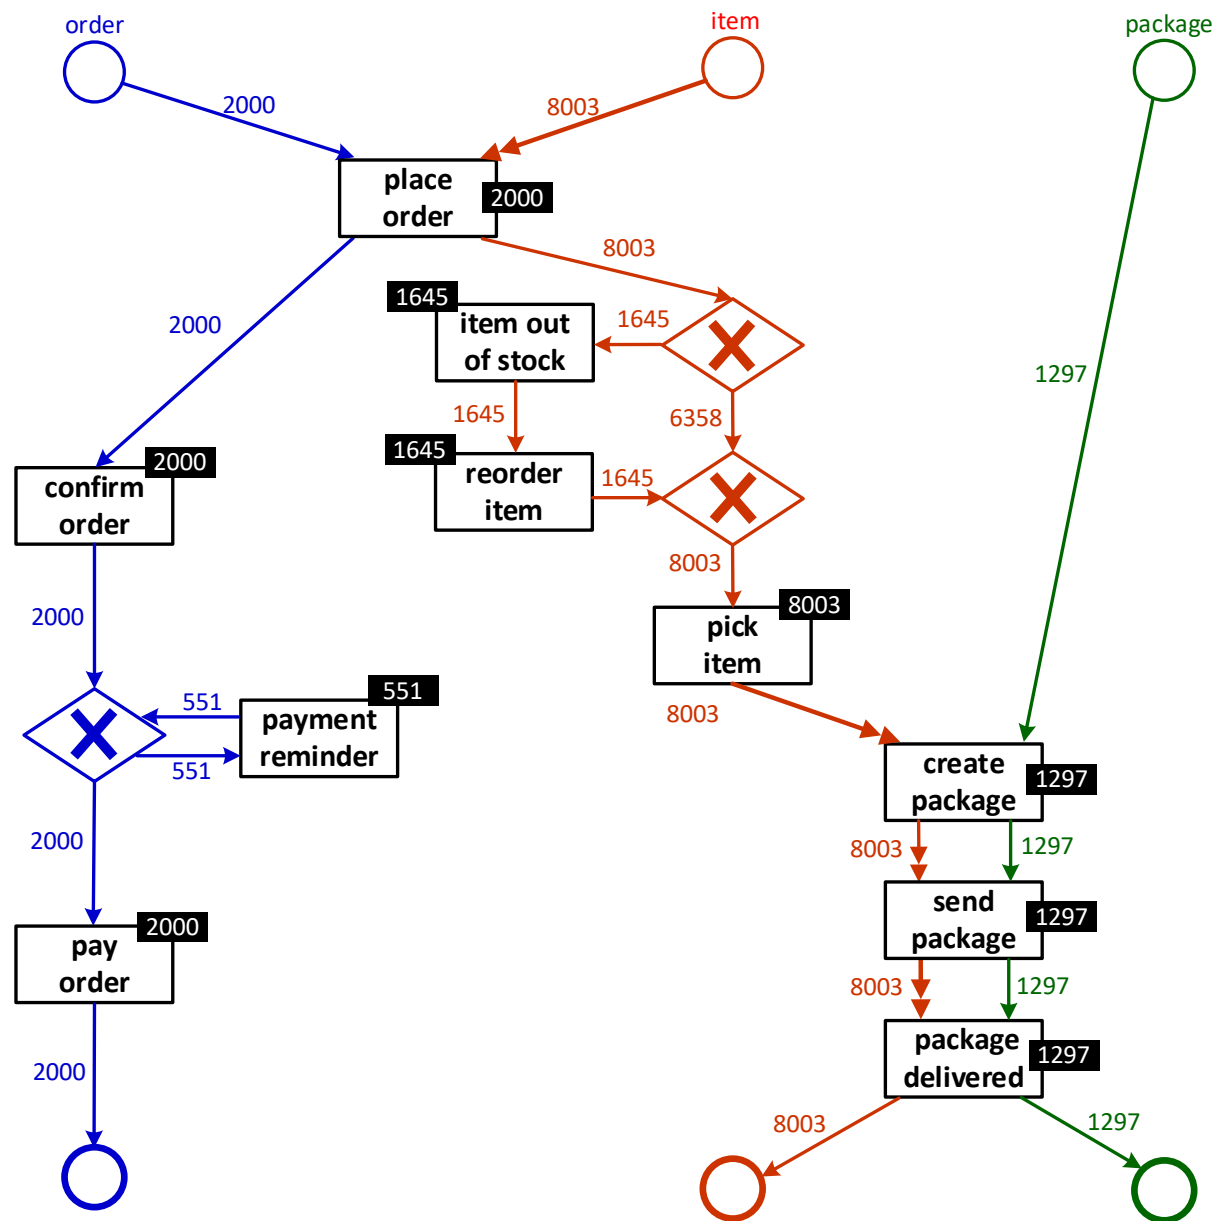 order
item
package
2000
8003
place
order
2000
8003
2000
1645
item out
of stock
1645
1297
1645
6358
1645
reorder
item
1645
2000
confirm
order
8003
2000
8003
pick
item
551
551
payment
reminder
551
8003
create
package
1297
2000
8003
1297
send
package
1297
2000
pay
order
8003
1297
package
delivered
1297
2000
8003
1297